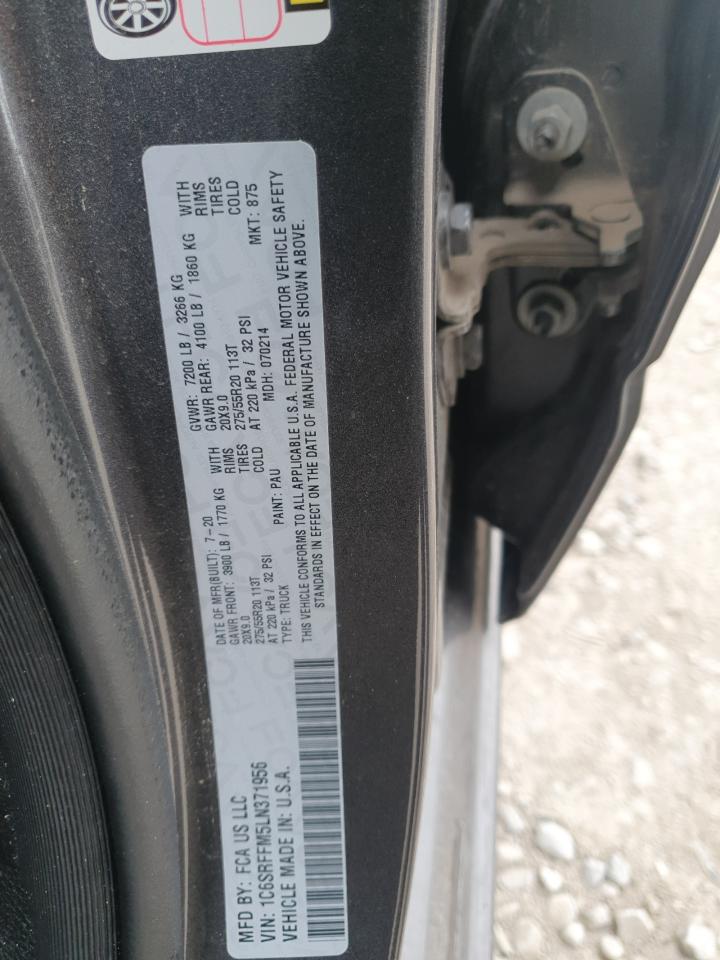 MFD BY: FCA US LLC
VIN: 1C6SRFFM5LN371956
VEHICLE MADE IN: U.S.A.
DATE OF MFR(BUILT): 7-20 GVWR: 7200 LB / 3266 KG
GAWR FRONT: 3900 LB / 1770 KG WITH GAWR REAR: 4100 LB / 1860 KG WITH
20X9.0 RIMS 20X9.0 RIMS
275/55R20 113T TIRES 275/55R20 113T TIRES
AT 220 kPa / 32 PSI COLD AT 220 kPa / 32 PSI COLD
TYPE: TRUCK PAINT: PAU MDH: 070214 MKT: 875
THIS VEHICLE CONFORMS TO ALL APPLICABLE U.S.A. FEDERAL MOTOR VEHICLE SAFETY
STANDARDS IN EFFECT ON THE DATE OF MANUFACTURE SHOWN ABOVE.